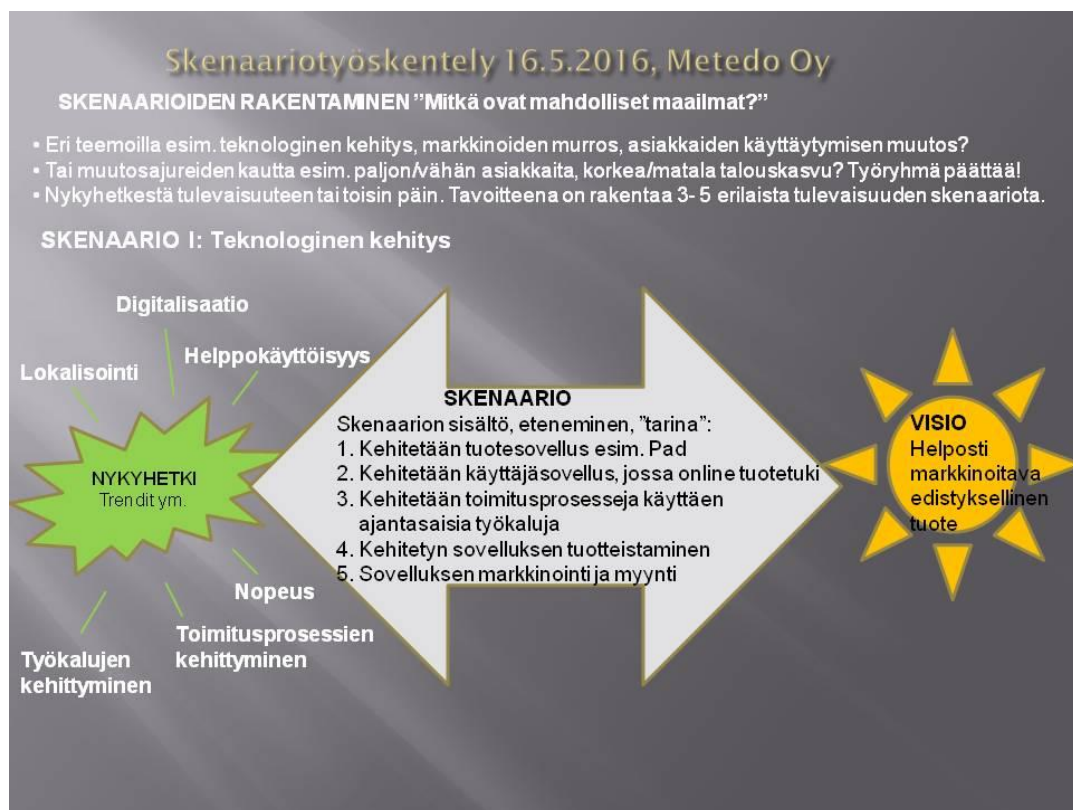 Skenaariotyöskentely 16.5.2016, Metedo Oy
SKENAARIOIDEN RAKENTAMINEN ”Mitkä ovat mahdolliset maailmat?”
▪ Eri teemoilla esim. teknologinen kehitys, markkinoiden murros, asiakkaiden käyttäytymisen muutos?
▪ Tai muutosajureiden kautta esim. paljon/vähän asiakkaita, korkea/matala talouskasvu? Työryhmä päättää!
▪ Nykyhetkestä tulevaisuuteen tai toisin päin. Tavoitteena on rakentaa 3- 5 erilaista tulevaisuuden skenaariota.
SKENAARIO I: Teknologinen kehitys
Digitalisaatio
Helppokäyttöisyys
Lokalisointi
NYKYHETKI
Trendit ym.
Nopeus
Toimitusprosessien
kehittyminen
Työkalujen
kehittyminen
SKENAARIO
Skenaarion sisältö, eteneminen, ”tarina”:
1. Kehitetään tuotesovellus esim. Pad
2. Kehitetään käyttäjäsovellus, jossa online tuotetuki
3. Kehitetään toimitusprosesseja käyttäen
ajantasaisia työkaluja
4. Kehitetyn sovelluksen tuotteistaminen
5. Sovelluksen markkinointi ja myynti
VISIO
Helposti
markkinoitava
edistyksellinen
tuote